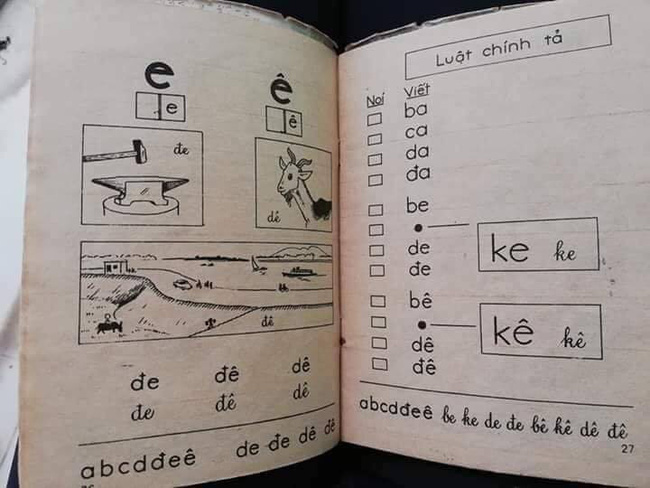 e
e
đe
ê
ê
dê
đê
đe đê dê
đe đê dê
abcdđeê de đe dê đê
26
Luật chính tả
Nói Viết
ba
ca
da
đa
be
ke ke
de
đe
bê
kê kê
dê
đê
abcdđeê be ke de đe bê kê dê đê
27